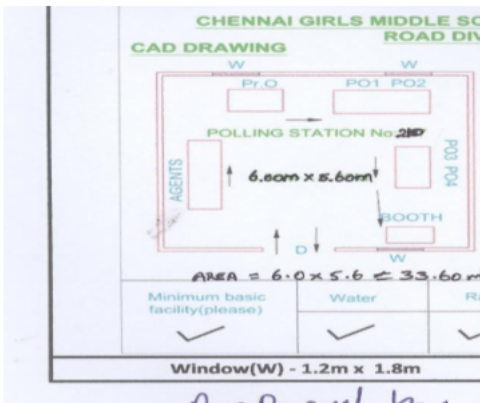 CHENNAI GIRLS MIDDLE SC
ROAD DIV
CAD DRAWING
W W
Pr.O PO1 PO2
POLLING STATION No:
AGENTS
6.00m x 5.60m
PO3 PO4
BOOTH
D
W
AREA = 6.0 x 5.6 = 33.60 m
Minimum basic facility(please) Water Ra
Window(W) - 1.2m x 1.8m